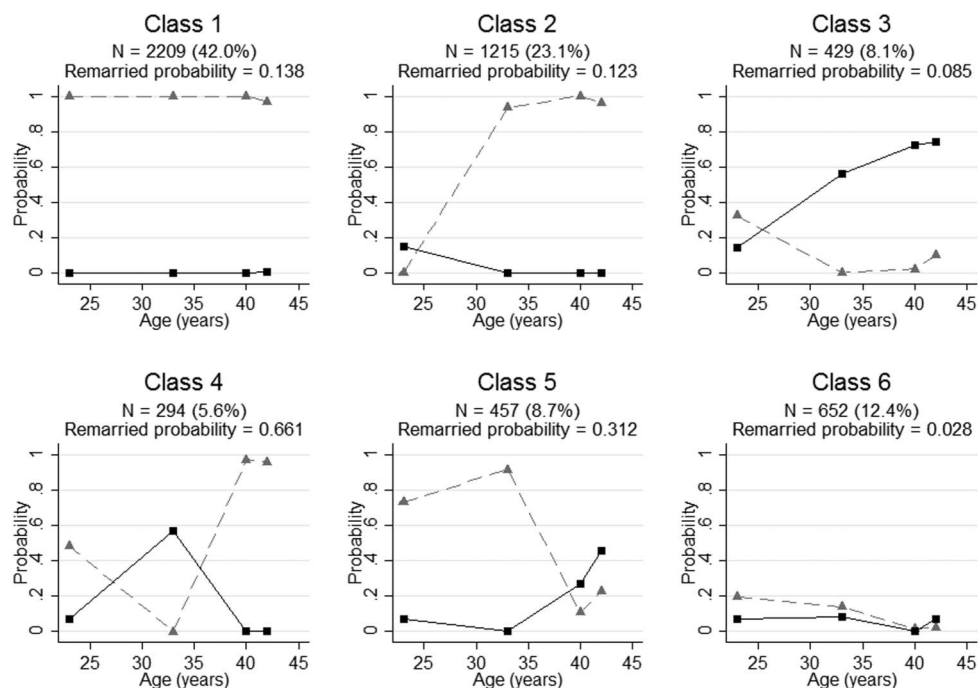 Class 1
N = 2209 (42.0%)
Remarried probability = 0.138
Probability
0 .2 .4 .6 .8 1
25 30 35 40 45
Age (years)
Class 2
N = 1215 (23.1%)
Remarried probability = 0.123
Probability
0 .2 .4 .6 .8 1
25 30 35 40 45
Age (years)
Class 3
N = 429 (8.1%)
Remarried probability = 0.085
Probability
0 .2 .4 .6 .8 1
25 30 35 40 45
Age (years)
Class 4
N = 294 (5.6%)
Remarried probability = 0.661
Probability
0 .2 .4 .6 .8 1
25 30 35 40 45
Age (years)
Class 5
N = 457 (8.7%)
Remarried probability = 0.312
Probability
0 .2 .4 .6 .8 1
25 30 35 40 45
Age (years)
Class 6
N = 652 (12.4%)
Remarried probability = 0.028
Probability
0 .2 .4 .6 .8 1
25 30 35 40 45
Age (years)